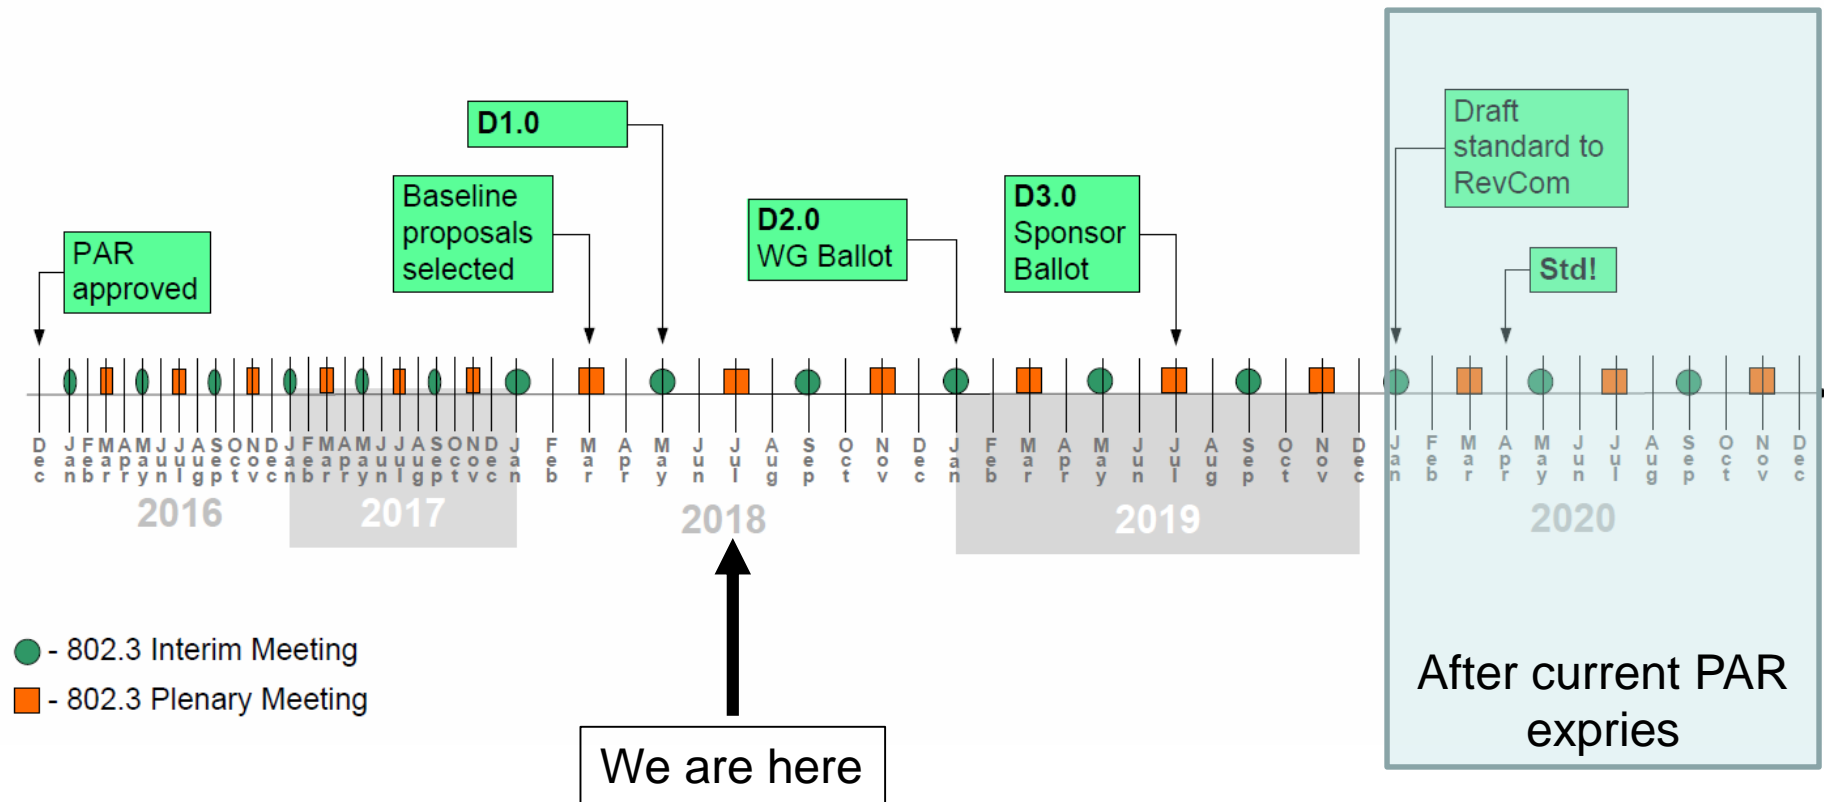 D1.0
Draft
standard to
RevCom
Baseline
proposals
selected
D3.0
Sponsor
Ballot
D2.0
WG Ballot
PAR
approved
Std!
Dec Jan Feb Mar Apr May Jun Jul Aug Sep Oct Nov Dec Jan Feb Mar Apr May Jun Jul Aug Sep Oct Nov Dec Jan Feb Mar Apr May Jun Jul Aug Sep Oct Nov Dec Jan Feb Mar Apr May Jun Jul Aug Sep Oct Nov Dec Jan Feb Mar Apr May Jun Jul Aug Sep Oct Nov Dec
2016 2017 2018 2019 2020
- 802.3 Interim Meeting
- 802.3 Plenary Meeting
We are here
After current PAR
expries